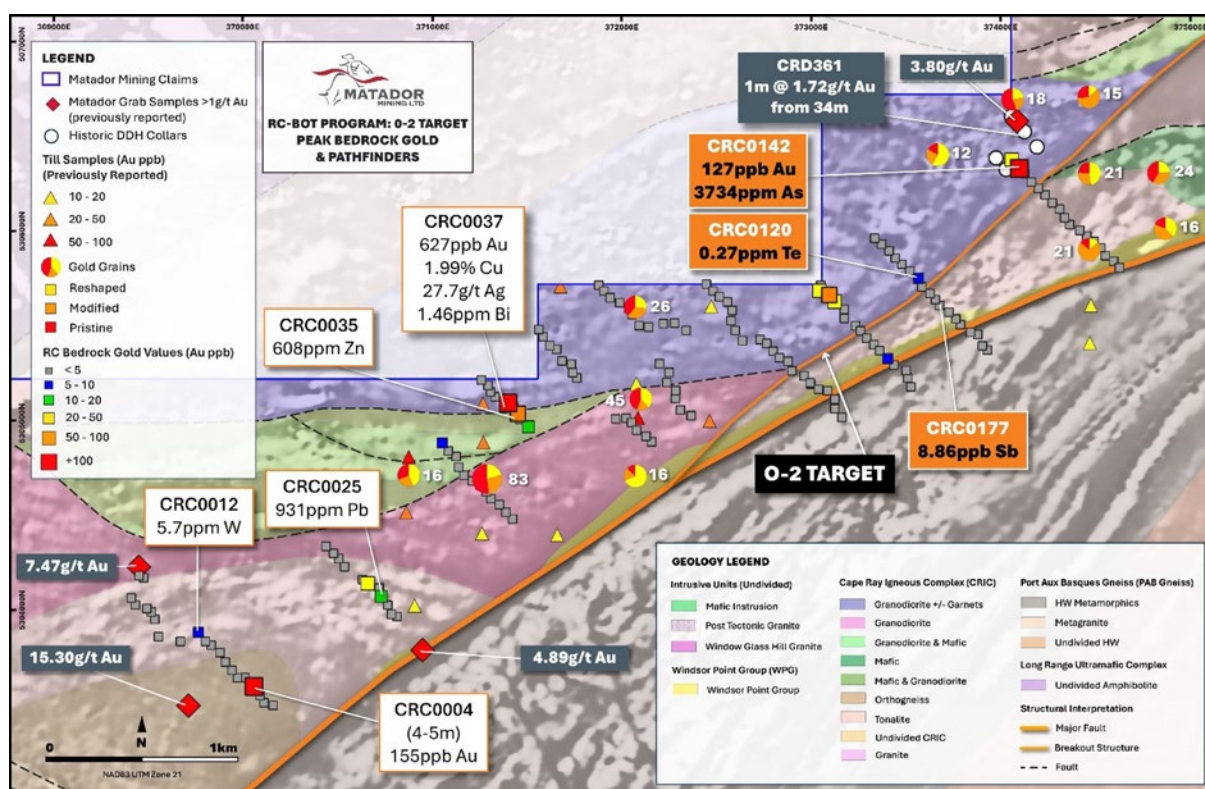 369000E
370000E
371000E
372000E
373000E
374000E
375000E
5306000N
5305000N
5304000N
LEGEND
Matador Mining Claims
Matador Grab Samples >1g/t Au
(previously reported)
Historic DDH Collars
Till Samples (Au ppb)
(Previously Reported)
10 - 20
20 - 50
50 - 100
Gold Grains
Reshaped
Modified
Pristine
RC Bedrock Gold Values (Au ppb)
< 5
5 - 10
10 - 20
20 - 50
50 - 100
+100
MATADOR
MINING LTD
RC-BOT PROGRAM: 0-2 TARGET
PEAK BEDROCK GOLD
& PATHFINDERS
CRD361
1m @ 1.72g/t Au
from 34m
3.80g/t Au
18
15
12
21
24
16
21
CRC0142
127ppb Au
3734ppm As
CRC0120
0.27ppm Te
CRC0037
627ppb Au
1.99% Cu
27.7g/t Ag
1.46ppm Bi
CRC0035
608ppm Zn
26
45
16
83
16
CRC0177
8.86ppb Sb
O-2 TARGET
CRC0025
931ppm Pb
CRC0012
5.7ppm W
7.47g/t Au
15.30g/t Au
4.89g/t Au
CRC0004
(4-5m)
155ppb Au
0
N
1km
NAD83 UTM Zone 21
GEOLOGY LEGEND
Intrusive Units (Undivided)
Mafic Instrusion
Post Tectonic Granite
Window Glass Hill Granite
Windsor Point Group (WPG)
Windsor Point Group
Cape Ray Igneous Complex (CRIC)
Granodiorite +/- Garnets
Granodiorite
Granodiorite & Mafic
Mafic
Mafic & Granodiorite
Orthogneiss
Tonalite
Undivided CRIC
Granite
Port Aux Basques Gneiss (PAB Gneiss)
HW Metamorphics
Metagranite
Undivided HW
Long Range Ultramafic Complex
Undivided Amphibolite
Structural Interpretation
Major Fault
Breakout Structure
Fault